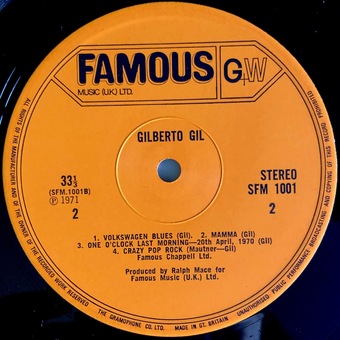 FAMOUS
MUSIC (U.K.) LTD.
G+W
GILBERTO GIL
33⅓
(SFM.1001B)
Ⓟ 1971
2
STEREO
SFM 1001
2
1. VOLKSWAGEN BLUES (Gil). 2. MAMMA (Gil)
3. ONE O'CLOCK LAST MORNING—20th April, 1970 (Gil)
4. CRAZY POP ROCK (Mautner—Gil)
Famous Chappell Ltd.
Produced by Ralph Mace for
Famous Music (U.K.) Ltd.
ALL RIGHTS OF THE MANUFACTURER AND OF THE OWNER OF THE RECORDED WORK RESERVED
UNAUTHORISED PUBLIC PERFORMANCE BROADCASTING AND COPYING OF THIS RECORD PROHIBITED
THE GRAMOPHONE CO. LTD.
MADE IN GT. BRITAIN